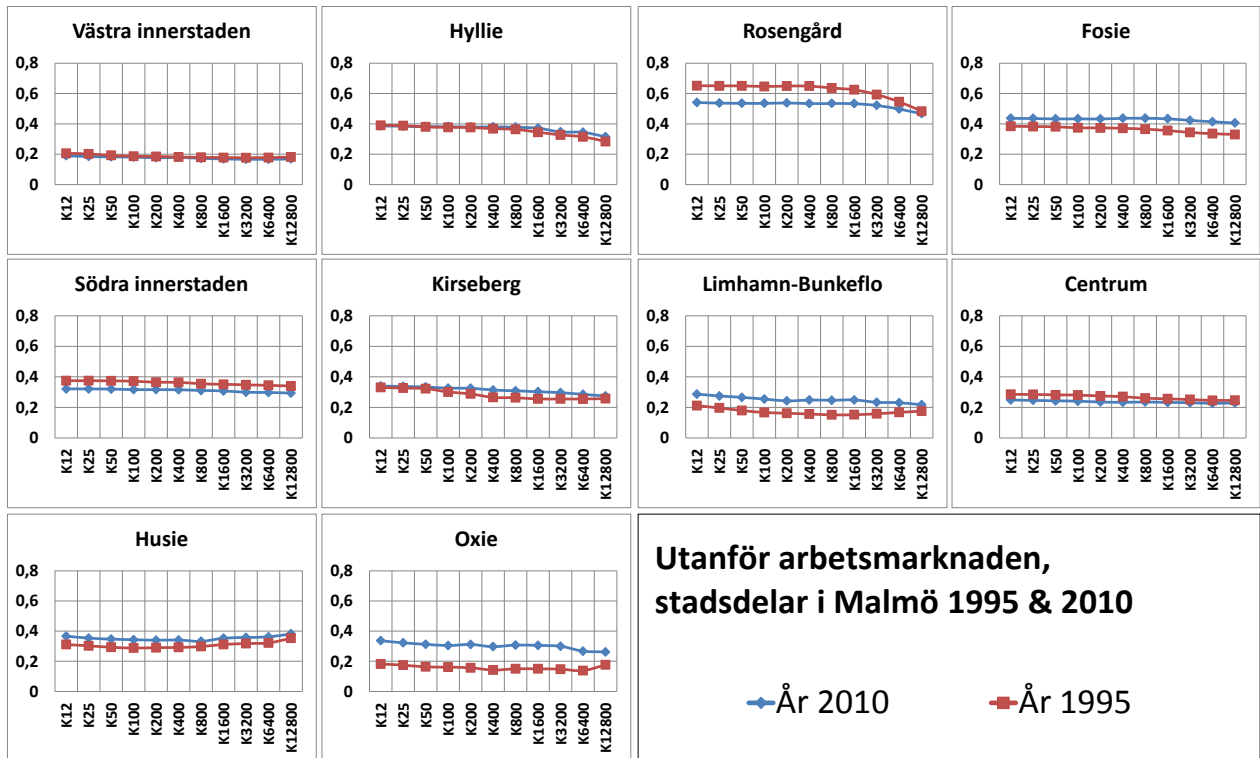 Västra innerstaden
0,8
0,6
0,4
0,2
0
K12 K25 K50 K100 K200 K400 K800 K1600 K3200 K6400 K12800
Hyllie
0,8
0,6
0,4
0,2
0
K12 K25 K50 K100 K200 K400 K800 K1600 K3200 K6400 K12800
Rosengård
0,8
0,6
0,4
0,2
0
K12 K25 K50 K100 K200 K400 K800 K1600 K3200 K6400 K12800
Fosie
0,8
0,6
0,4
0,2
0
K12 K25 K50 K100 K200 K400 K800 K1600 K3200 K6400 K12800
Södra innerstaden
0,8
0,6
0,4
0,2
0
K12 K25 K50 K100 K200 K400 K800 K1600 K3200 K6400 K12800
Kirseberg
0,8
0,6
0,4
0,2
0
K12 K25 K50 K100 K200 K400 K800 K1600 K3200 K6400 K12800
Limhamn-Bunkeflo
0,8
0,6
0,4
0,2
0
K12 K25 K50 K100 K200 K400 K800 K1600 K3200 K6400 K12800
Centrum
0,8
0,6
0,4
0,2
0
K12 K25 K50 K100 K200 K400 K800 K1600 K3200 K6400 K12800
Husie
0,8
0,6
0,4
0,2
0
K12 K25 K50 K100 K200 K400 K800 K1600 K3200 K6400 K12800
Oxie
0,8
0,6
0,4
0,2
0
K12 K25 K50 K100 K200 K400 K800 K1600 K3200 K6400 K12800
Utanför arbetsmarknaden,
stadsdelar i Malmö 1995 & 2010
År 2010 År 1995